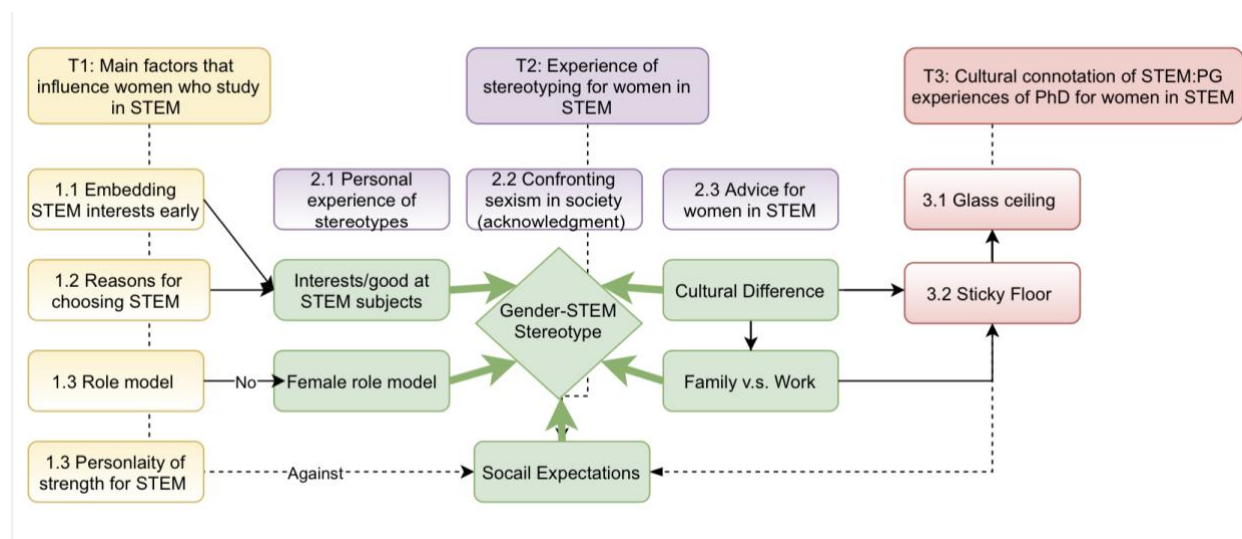 T1: Main factors that
influence women who study
in STEM
T2: Experience of
stereotyping for women in
STEM
T3: Cultural connotation of STEM:PG
experiences of PhD for women in STEM
1.1 Embedding
STEM interests early
2.1 Personal
experience of
stereotypes
2.2 Confronting
sexism in society
(acknowledgment)
2.3 Advice for
women in STEM
3.1 Glass ceiling
1.2 Reasons for
choosing STEM
Interests/good at
STEM subjects
Gender-STEM
Stereotype
Cultural Difference
3.2 Sticky Floor
1.3 Role model
No
Female role model
Family v.s. Work
1.3 Personlaity of
strength for STEM
Against
Socail Expectations